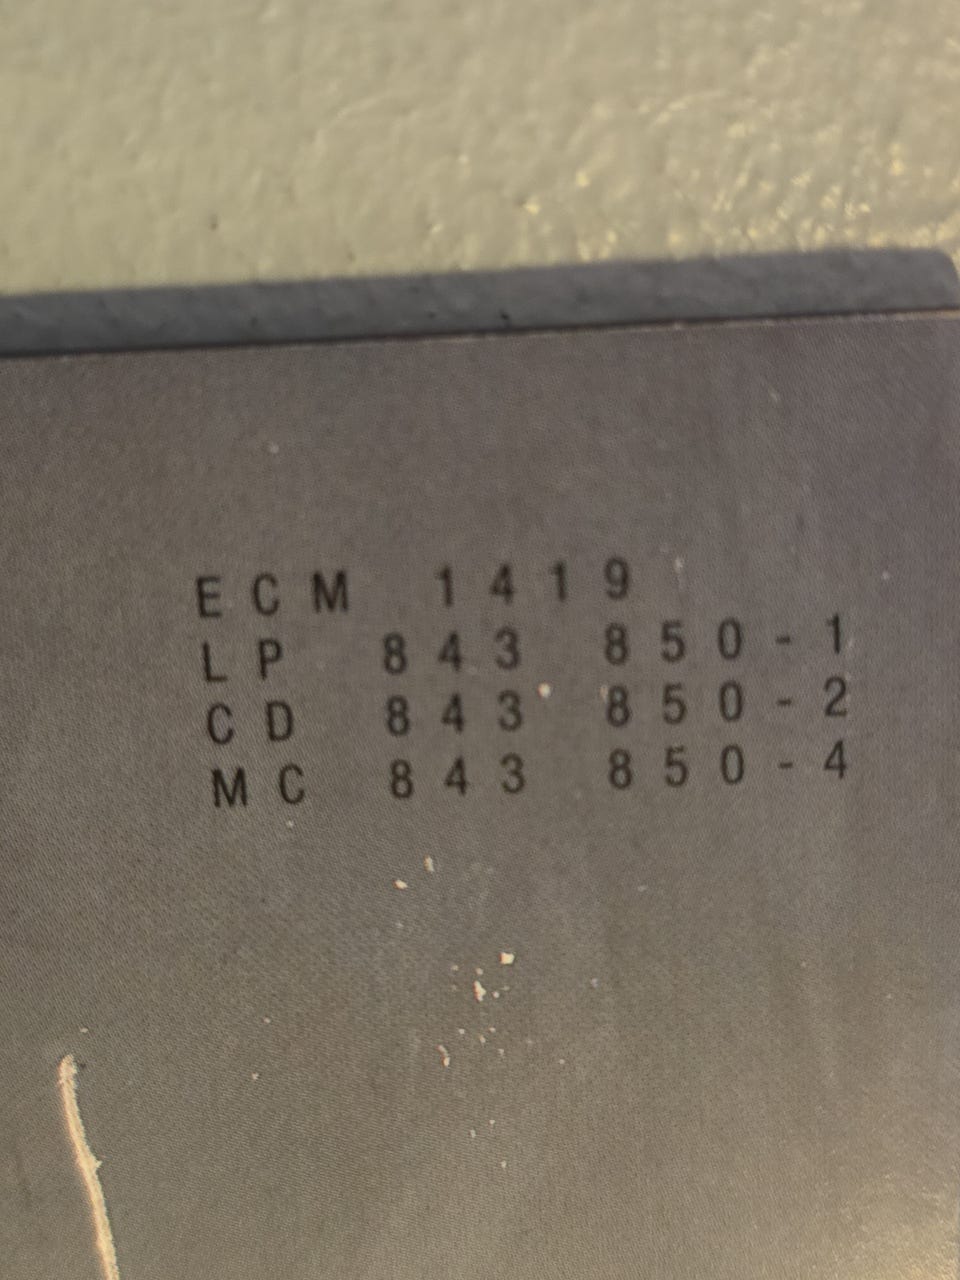 ECM 1419
LP 843 850-1
CD 843 850-2
MC 843 850-4